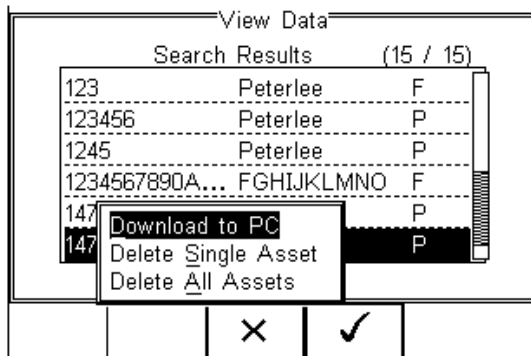 View Data
Search Results (15 / 15)
123 Peterlee F
123456 Peterlee P
1245 Peterlee P
1234567890A... FGHIJKLMNO F
147 P
147 P
Download to PC
Delete Single Asset
Delete All Assets